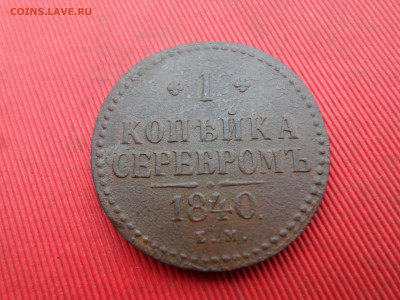 COINS.LAVE.RU
1
КОПѢЙКА
СЕРЕБРОМЪ
1840.
Е.М.